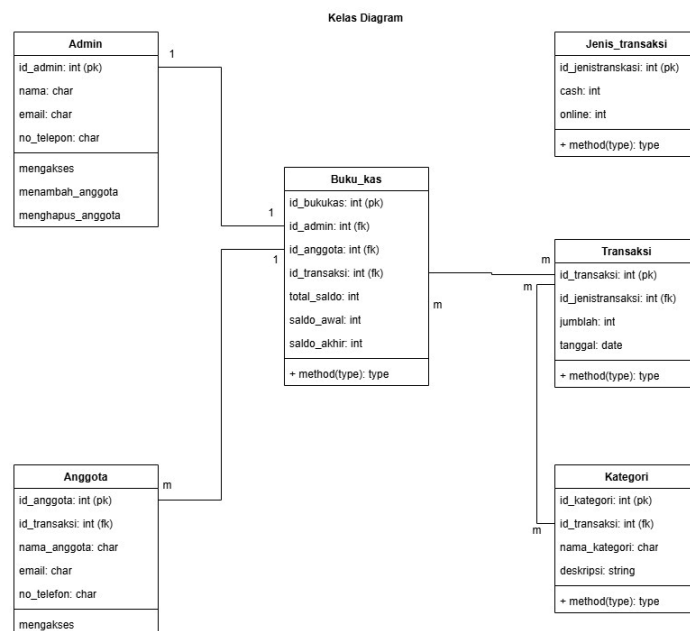 Kelas Diagram
Admin
id_admin: int (pk)
nama: char
email: char
no_telepon: char
mengakses
menambah_anggota
menghapus_anggota
1
1
Buku_kas
id_bukukas: int (pk)
id_admin: int (fk)
id_anggota: int (fk)
id_transaksi: int (fk)
total_saldo: int
saldo_awal: int
saldo_akhir: int
+ method(type): type
1
m
Anggota
id_anggota: int (pk)
id_transaksi: int (fk)
nama_anggota: char
email: char
no_telefon: char
mengakses
m
m
Jenis_transaksi
id_jenistranskasi: int (pk)
cash: int
online: int
+ method(type): type
Transaksi
id_transaksi: int (pk)
id_jenistransaksi: int (fk)
jumblah: int
tanggal: date
+ method(type): type
m
m
Kategori
id_kategori: int (pk)
id_transaksi: int (fk)
nama_kategori: char
deskripsi: string
+ method(type): type